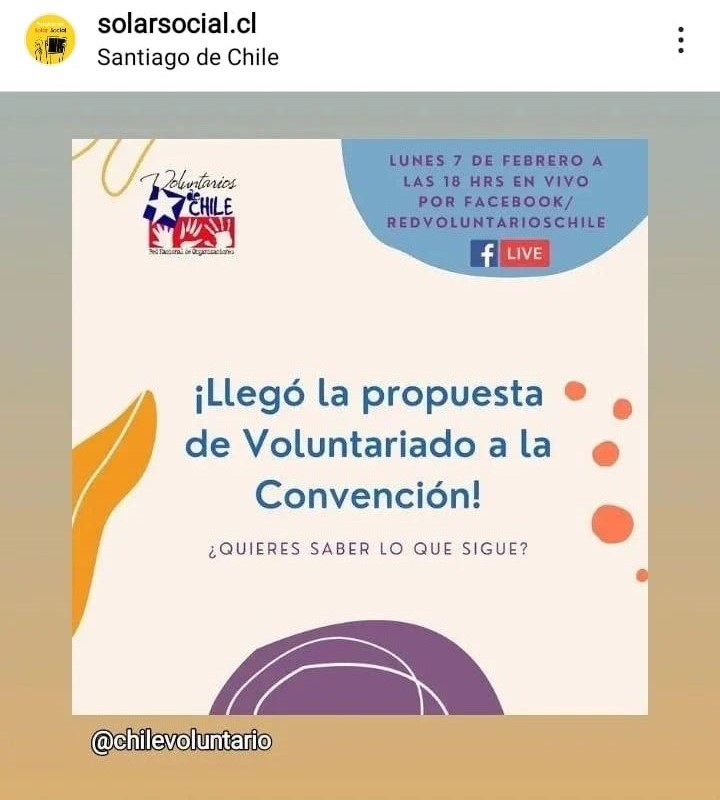 solarsocial.cl
Santiago de Chile
Solar Social
Voluntarios
de
CHILE
Red Nacional de Organizaciones
LUNES 7 DE FEBRERO A
LAS 18 HRS EN VIVO
POR FACEBOOK/
REDVOLUNTARIOSCHILE
f LIVE
¡Llegó la propuesta
de Voluntariado a la
Convención!
¿QUIERES SABER LO QUE SIGUE?
@chilevoluntario